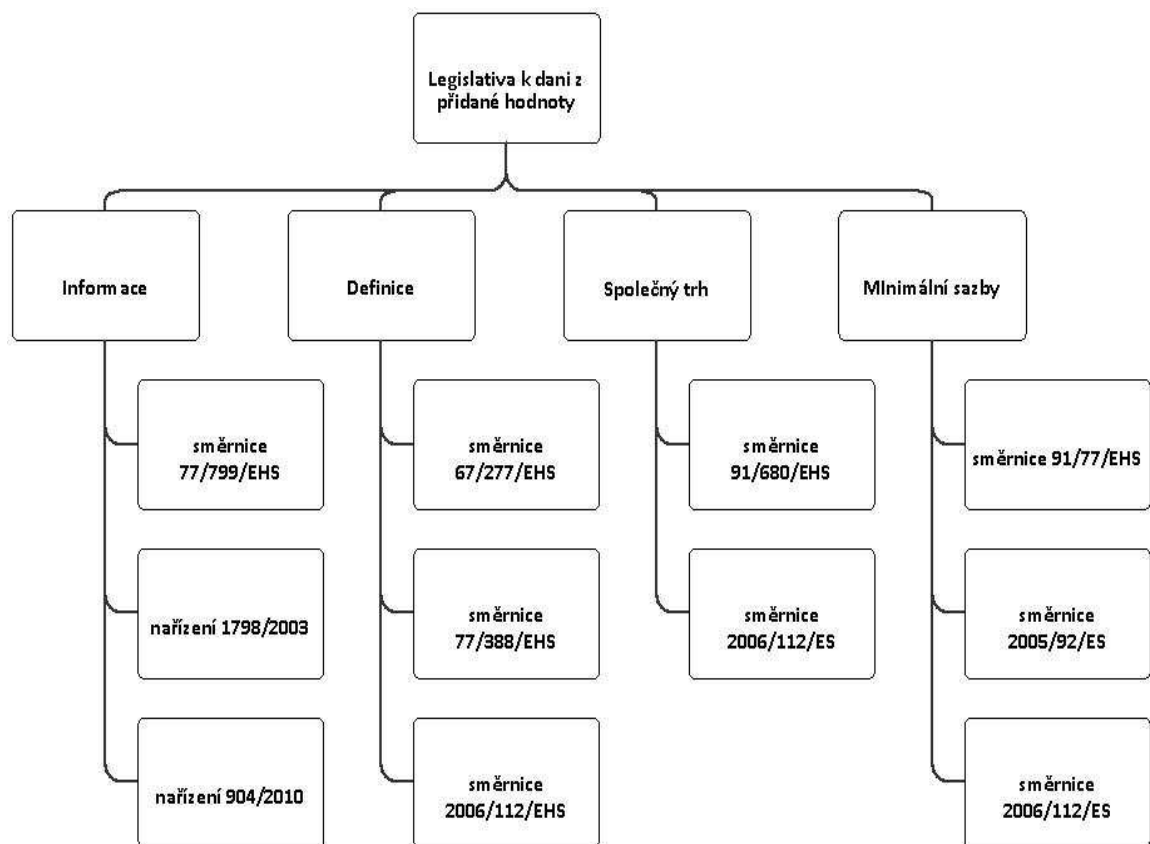 Legislativa k dani z
přidané hodnoty
Informace
Definice
Společný trh
MInimální sazby
směrnice
77/799/EHS
směrnice
67/277/EHS
směrnice
91/680/EHS
směrnice 91/77/EHS
nařízení 1798/2003
směrnice
77/388/EHS
směrnice
2006/112/ES
směrnice
2005/92/ES
nařízení 904/2010
směrnice
2006/112/EHS
směrnice
2006/112/ES